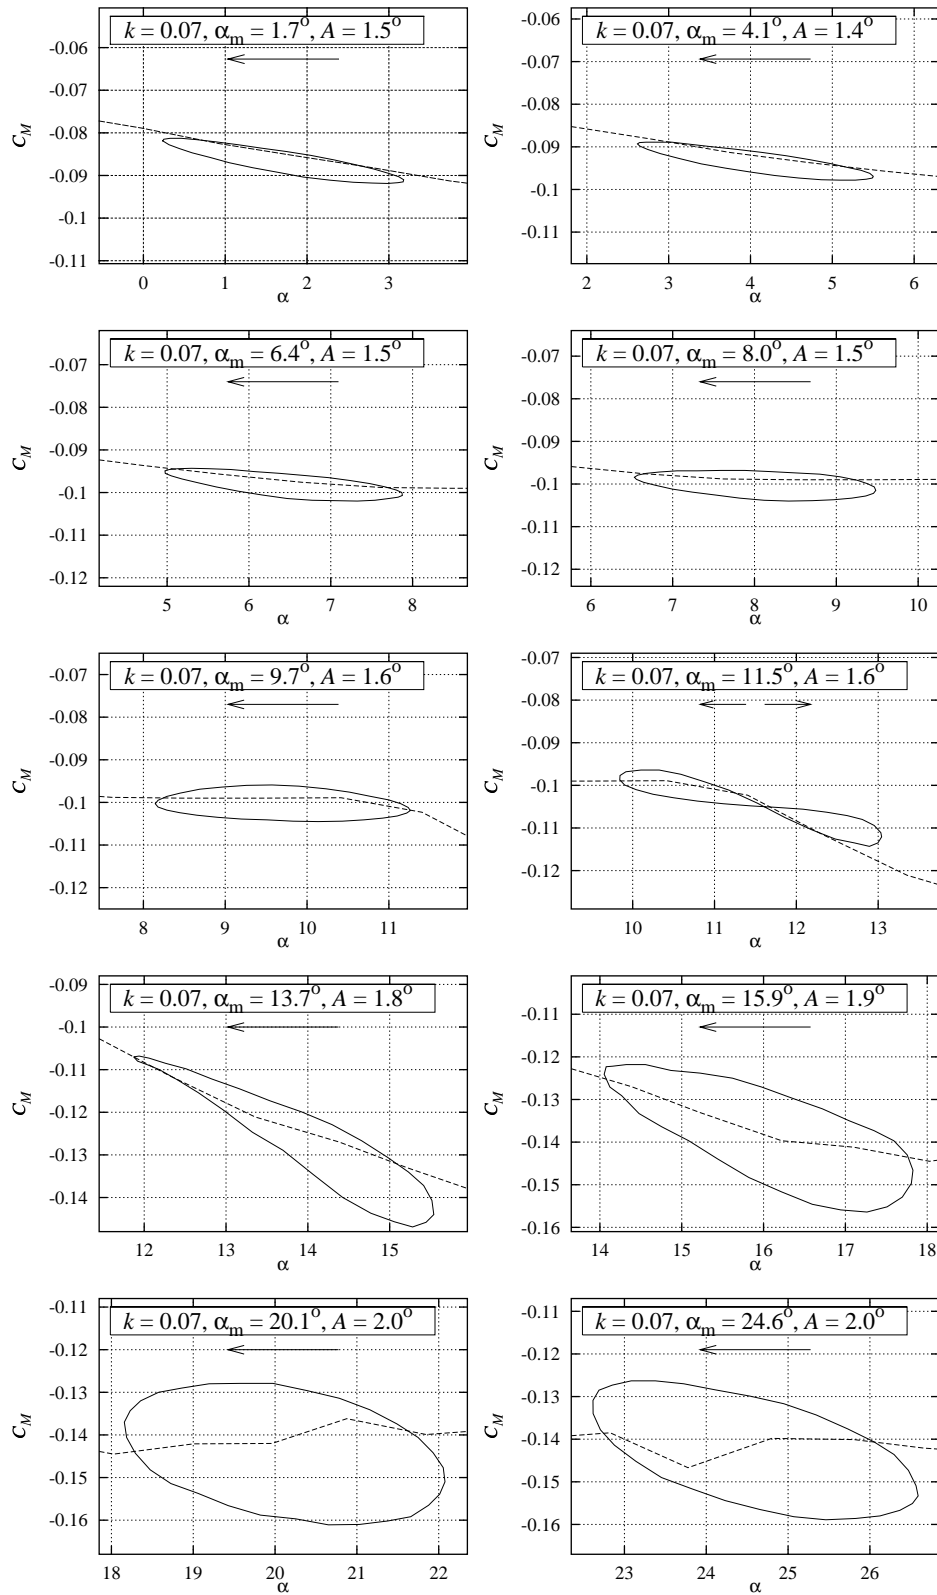 k = 0.07, αm = 1.7°, A = 1.5°
-0.06
-0.07
-0.08
-0.09
-0.1
-0.11
CM
0 1 2 3
α
k = 0.07, αm = 4.1°, A = 1.4°
-0.06
-0.07
-0.08
-0.09
-0.1
-0.11
CM
2 3 4 5 6
α
k = 0.07, αm = 6.4°, A = 1.5°
-0.07
-0.08
-0.09
-0.1
-0.11
-0.12
CM
5 6 7 8
α
k = 0.07, αm = 8.0°, A = 1.5°
-0.07
-0.08
-0.09
-0.1
-0.11
-0.12
CM
6 7 8 9 10
α
k = 0.07, αm = 9.7°, A = 1.6°
-0.07
-0.08
-0.09
-0.1
-0.11
-0.12
CM
8 9 10 11
α
k = 0.07, αm = 11.5°, A = 1.6°
-0.07
-0.08
-0.09
-0.1
-0.11
-0.12
CM
10 11 12 13
α
k = 0.07, αm = 13.7°, A = 1.8°
-0.09
-0.1
-0.11
-0.12
-0.13
-0.14
CM
12 13 14 15
α
k = 0.07, αm = 15.9°, A = 1.9°
-0.11
-0.12
-0.13
-0.14
-0.15
-0.16
CM
14 15 16 17 18
α
k = 0.07, αm = 20.1°, A = 2.0°
-0.11
-0.12
-0.13
-0.14
-0.15
-0.16
CM
18 19 20 21 22
α
k = 0.07, αm = 24.6°, A = 2.0°
-0.11
-0.12
-0.13
-0.14
-0.15
-0.16
CM
23 24 25 26
α